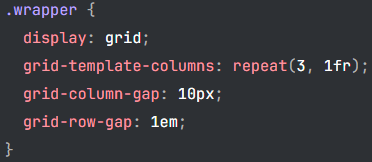 .wrapper {
  display: grid;
  grid-template-columns: repeat(3, 1fr);
  grid-column-gap: 10px;
  grid-row-gap: 1em;
}